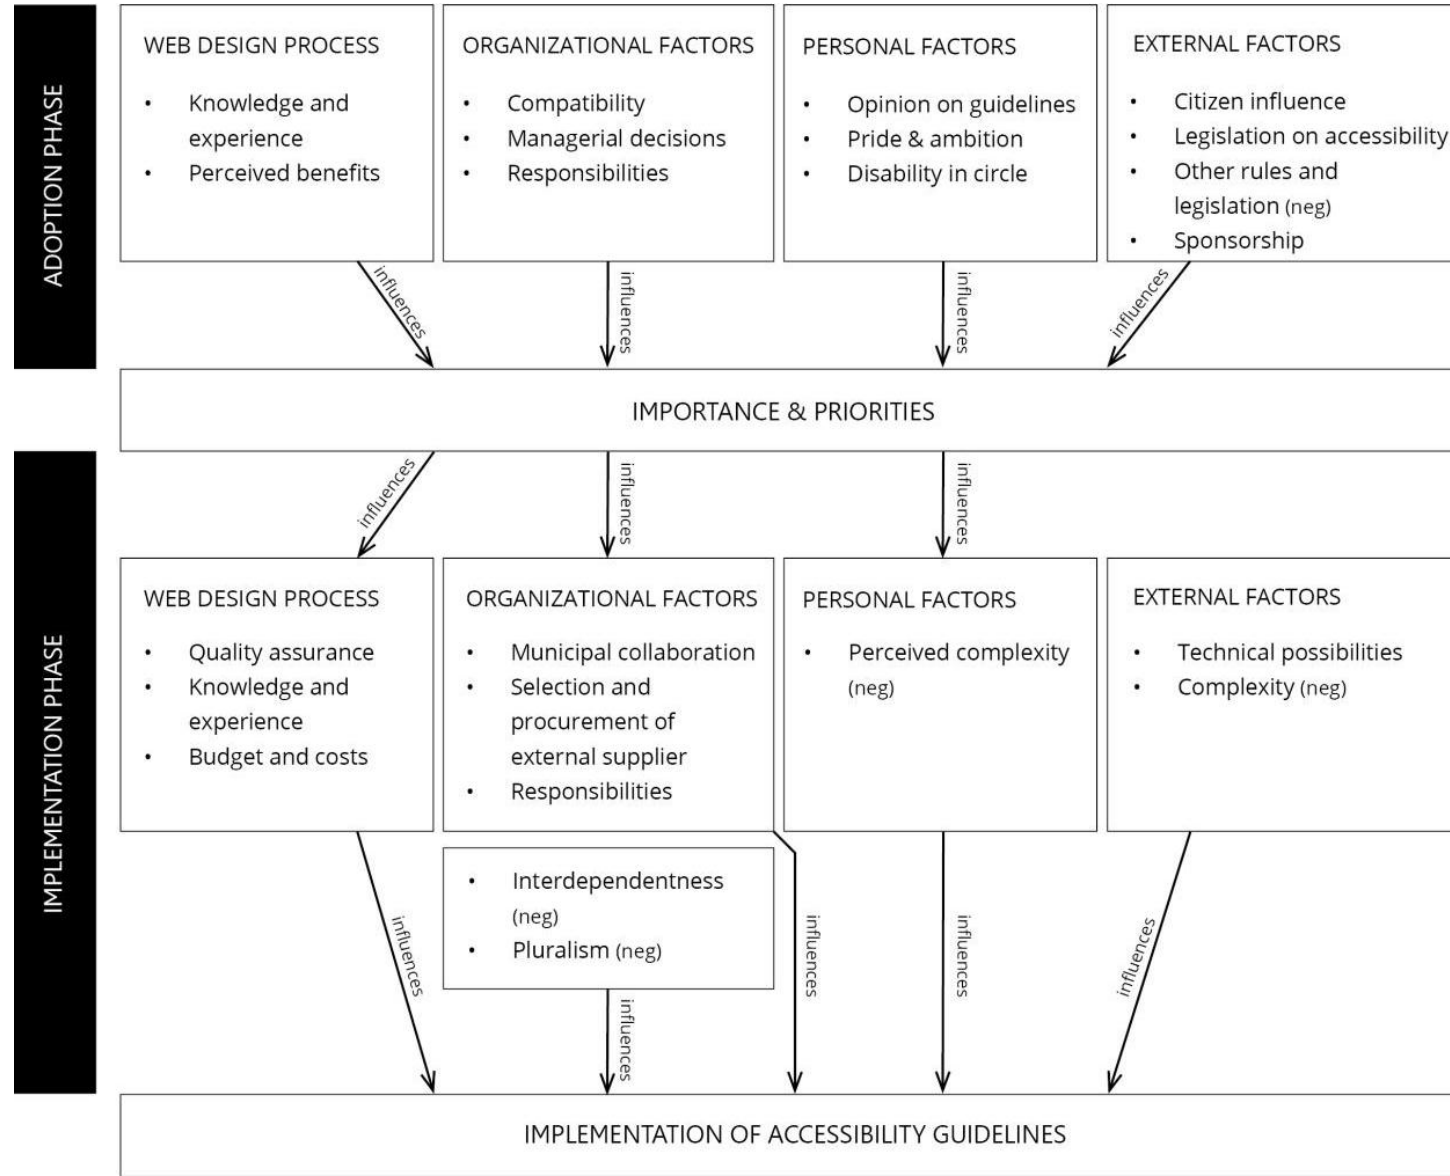 ADOPTION PHASE
WEB DESIGN PROCESS
• Knowledge and
experience
• Perceived benefits
ORGANIZATIONAL FACTORS
• Compatibility
• Managerial decisions
• Responsibilities
PERSONAL FACTORS
• Opinion on guidelines
• Pride & ambition
• Disability in circle
EXTERNAL FACTORS
• Citizen influence
• Legislation on accessibility
• Other rules and
legislation (neg)
• Sponsorship
influences
influences
influences
influences
IMPORTANCE & PRIORITIES
influences
influences
influences
IMPLEMENTATION PHASE
WEB DESIGN PROCESS
• Quality assurance
• Knowledge and
experience
• Budget and costs
ORGANIZATIONAL FACTORS
• Municipal collaboration
• Selection and
procurement of
external supplier
• Responsibilities
PERSONAL FACTORS
• Perceived complexity
(neg)
EXTERNAL FACTORS
• Technical possibilities
• Complexity (neg)
• Interdependentness
(neg)
• Pluralism (neg)
influences
influences
influences
influences
influences
IMPLEMENTATION OF ACCESSIBILITY GUIDELINES